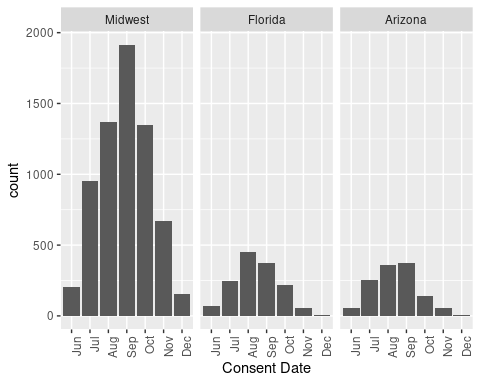 Midwest Florida Arizona
2000
1500
1000
500
0
count
Jun Jul Aug Sep Oct Nov Dec Jun Jul Aug Sep Oct Nov Dec Jun Jul Aug Sep Oct Nov Dec
Consent Date